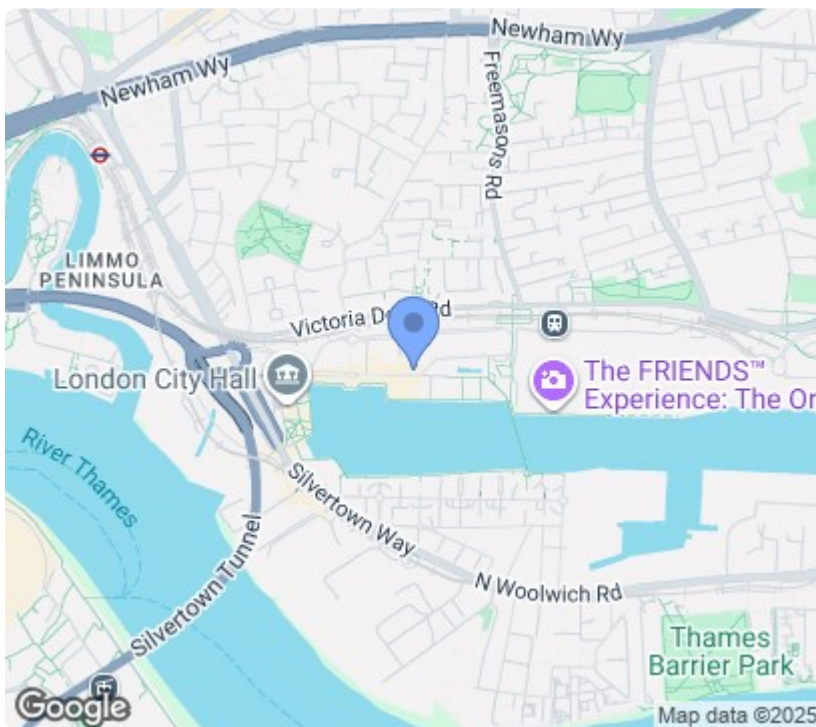 Newham Wy
Newham Wy
Freemasons Rd
LIMMO
PENINSULA
Victoria Rd
London City Hall
The FRIENDS™
Experience: The Or
River Thames
Silvertown Way
Silvertown Tunnel
N Woolwich Rd
Thames
Barrier Park
Google
Map data ©2025